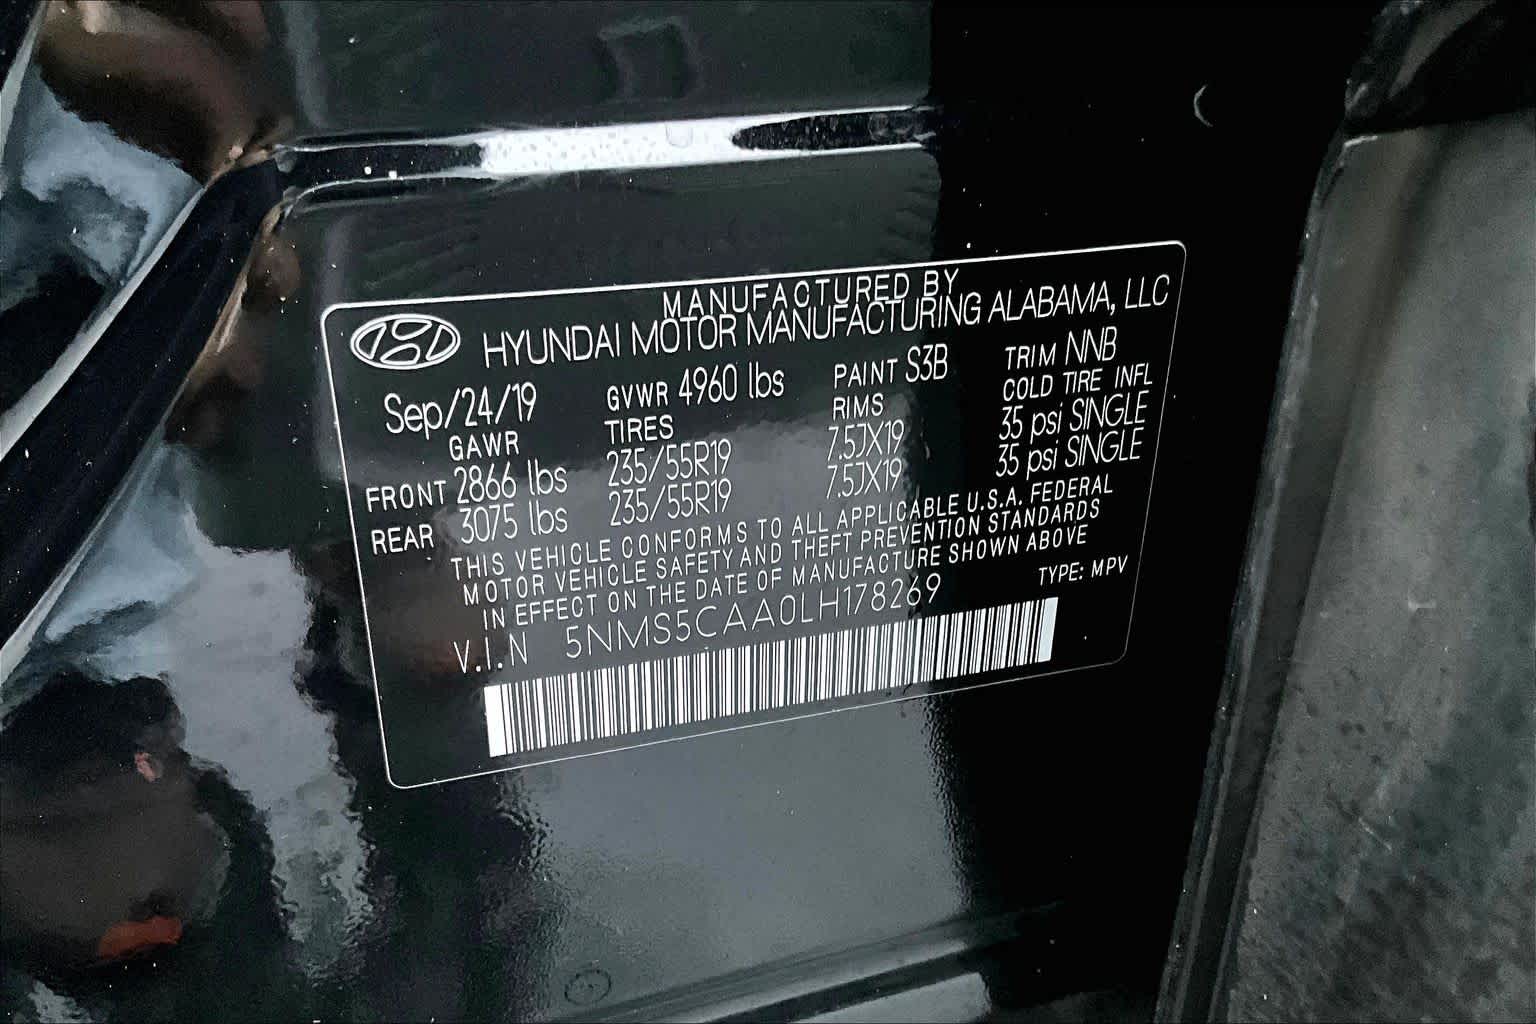 MANUFACTURED BY
HYUNDAI MOTOR MANUFACTURING ALABAMA, LLC
Sep/24/19 GVWR 4960 lbs PAINT S3B TRIM NNB
GAWR TIRES RIMS COLD TIRE INFL
FRONT 2866 lbs 235/55R19 7.5JX19 35 psi SINGLE
REAR 3075 lbs 235/55R19 7.5JX19 35 psi SINGLE
THIS VEHICLE CONFORMS TO ALL APPLICABLE U.S.A. FEDERAL
MOTOR VEHICLE SAFETY AND THEFT PREVENTION STANDARDS
IN EFFECT ON THE DATE OF MANUFACTURE SHOWN ABOVE
V.I.N 5NMS5CAA0LH178269 TYPE: MPV